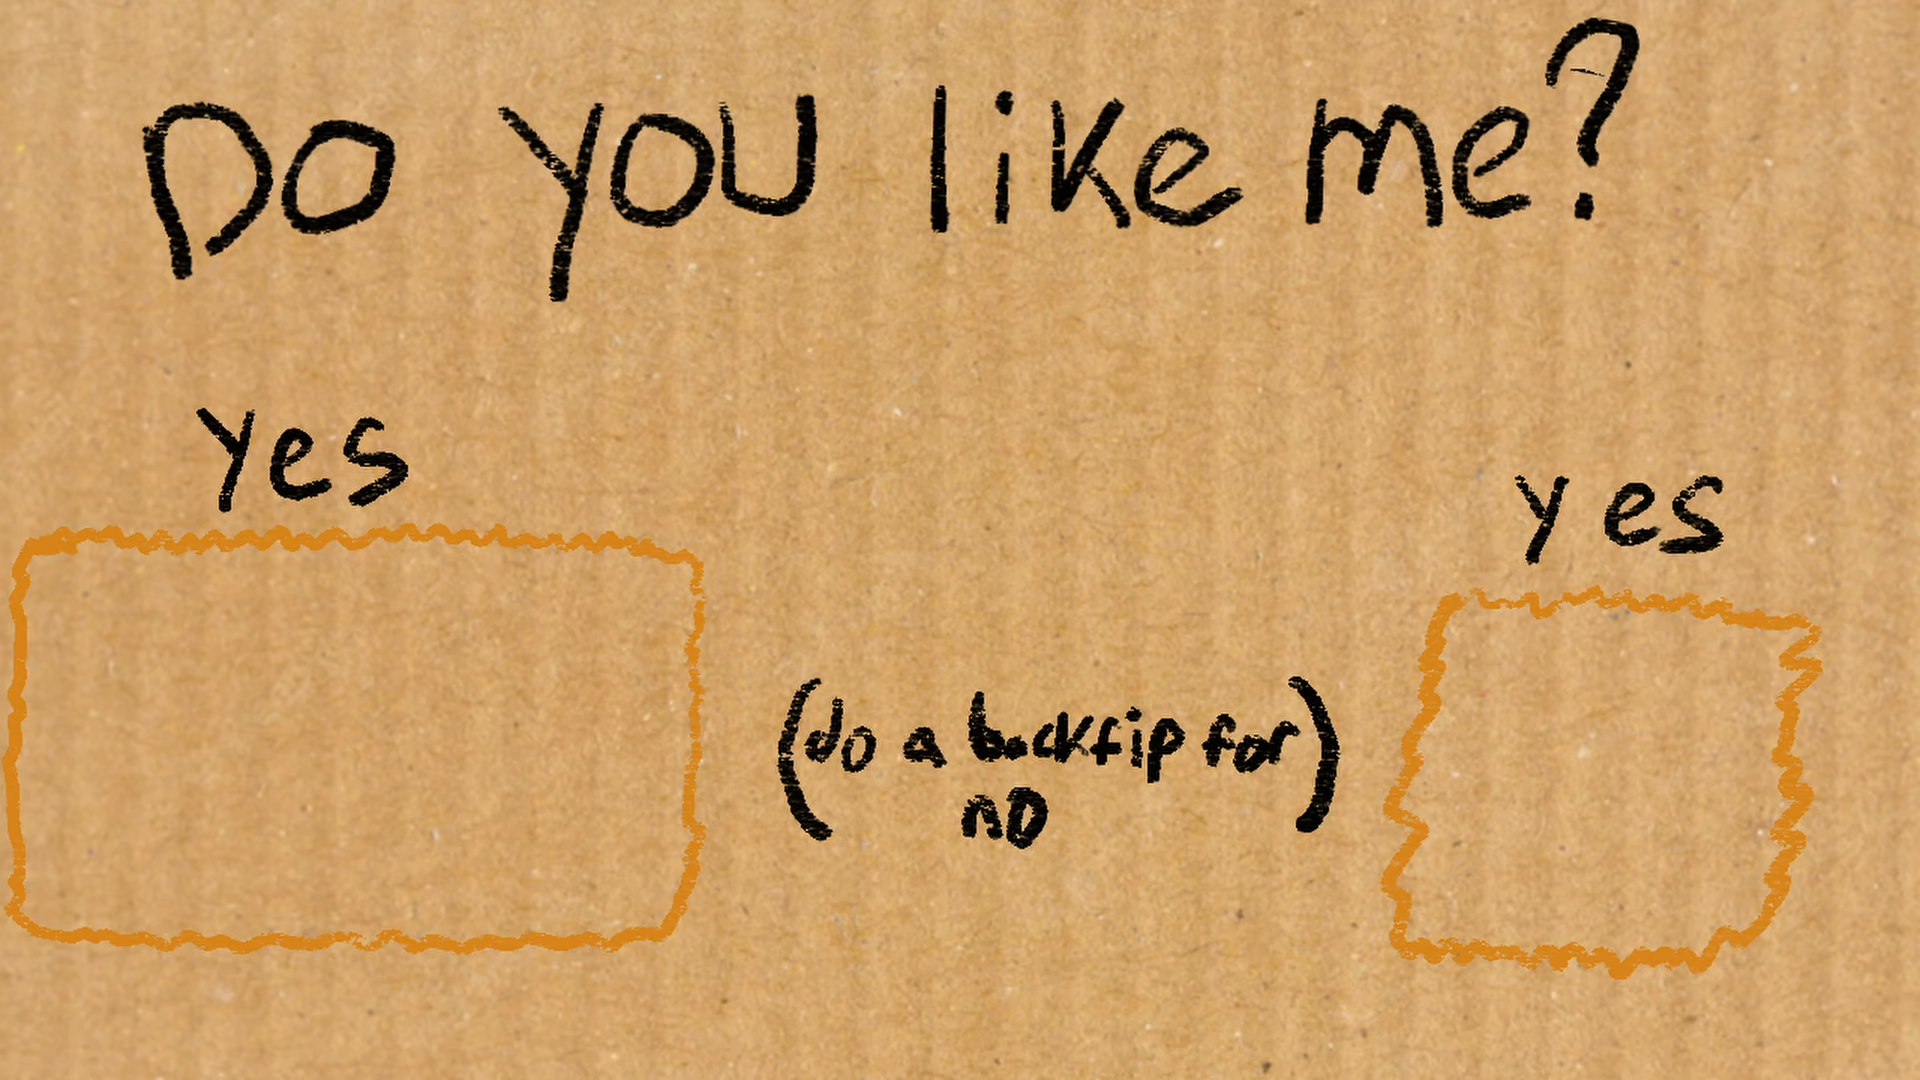 Do you like me?
yes
yes
(do a backfip for)
no